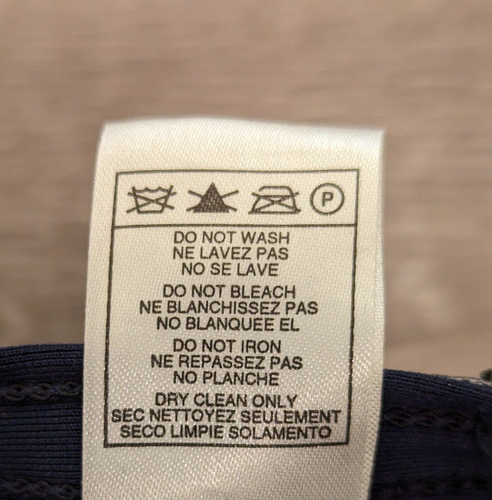 P
DO NOT WASH
NE LAVEZ PAS
NO SE LAVE
DO NOT BLEACH
NE BLANCHISSEZ PAS
NO BLANQUEE EL
DO NOT IRON
NE REPASSEZ PAS
NO PLANCHE
DRY CLEAN ONLY
SEC NETTOYEZ SEULEMENT
SECO LIMPIE SOLAMENTO